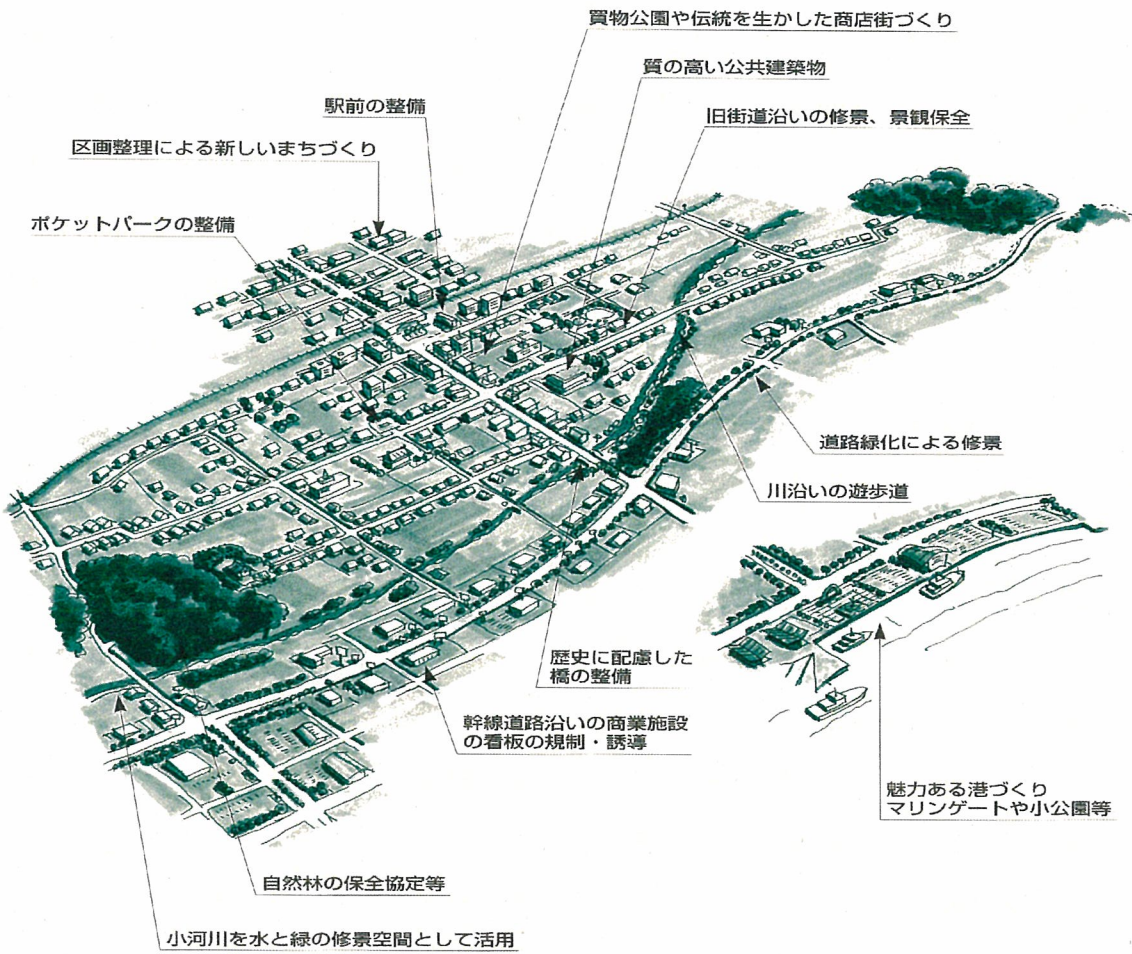 買物公園や伝統を生かした商店街づくり
質の高い公共建築物
駅前の整備
旧街道沿いの修景、景観保全
区画整理による新しいまちづくり
ポケットパークの整備
道路緑化による修景
川沿いの遊歩道
歴史に配慮した
橋の整備
幹線道路沿いの商業施設
の看板の規制・誘導
魅力ある港づくり
マリンゲートや小公園等
自然林の保全協定等
小河川を水と緑の修景空間として活用